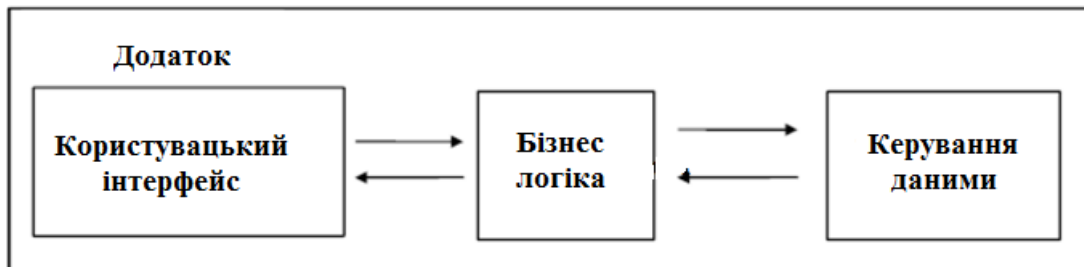 Додаток
Користувацький
інтерфейс
Бізнес
логіка
Керування
даними